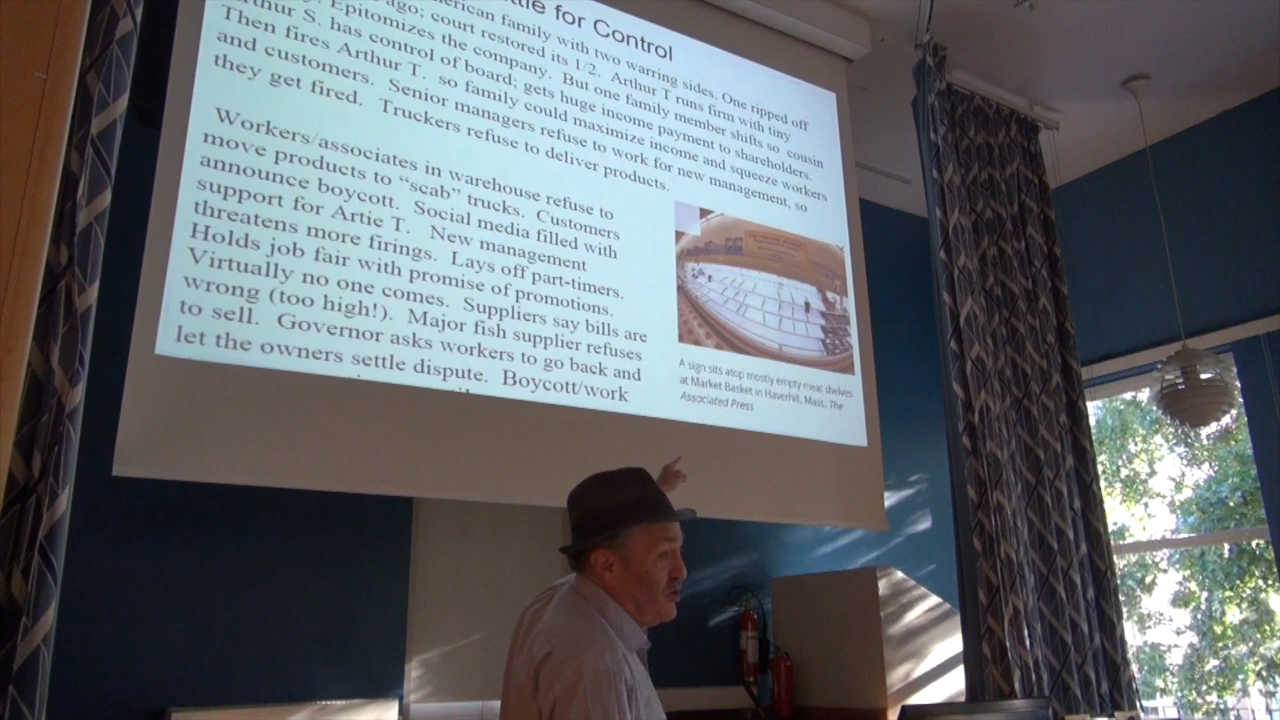 for Control
family with two warring sides. One ripped off
ago; court restored its 1/2. Arthur T runs firm with tiny
Epitomizes the company. But one family member shifts so cousin
Arthur S. has control of board; gets huge income payment to shareholders.
Then fires Arthur T. so family could maximize income and squeeze workers
and customers. Senior managers refuse to work for new management, so
they get fired. Truckers refuse to deliver products.
Workers/associates in warehouse refuse to
move products to “scab” trucks. Customers
announce boycott. Social media filled with
support for Artie T. New management
threatens more firings. Lays off part-timers.
Holds job fair with promise of promotions.
Virtually no one comes. Suppliers say bills are
wrong (too high!). Major fish supplier refuses
to sell. Governor asks workers to go back and
let the owners settle dispute. Boycott/work
A sign sits atop mostly empty meat shelves
at Market Basket in Haverhill, Mass. The
Associated Press